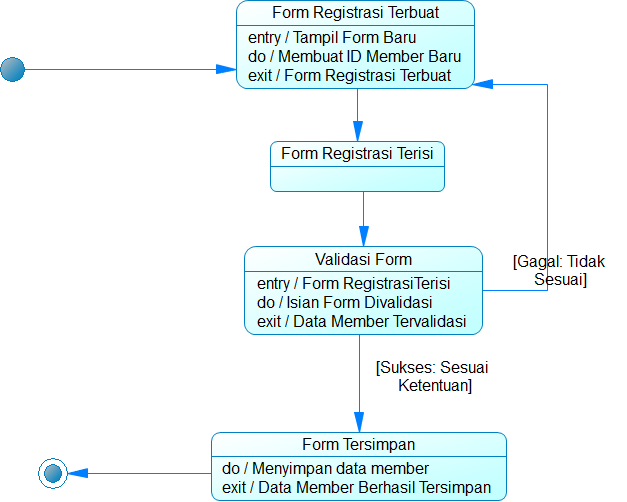 Form Registrasi Terbuat
entry / Tampil Form Baru
do / Membuat ID Member Baru
exit / Form Registrasi Terbuat
Form Registrasi Terisi
Validasi Form
entry / Form RegistrasiTerisi
do / Isian Form Divalidasi
exit / Data Member Tervalidasi
[Gagal: Tidak
Sesuai]
[Sukses: Sesuai
Ketentuan]
Form Tersimpan
do / Menyimpan data member
exit / Data Member Berhasil Tersimpan